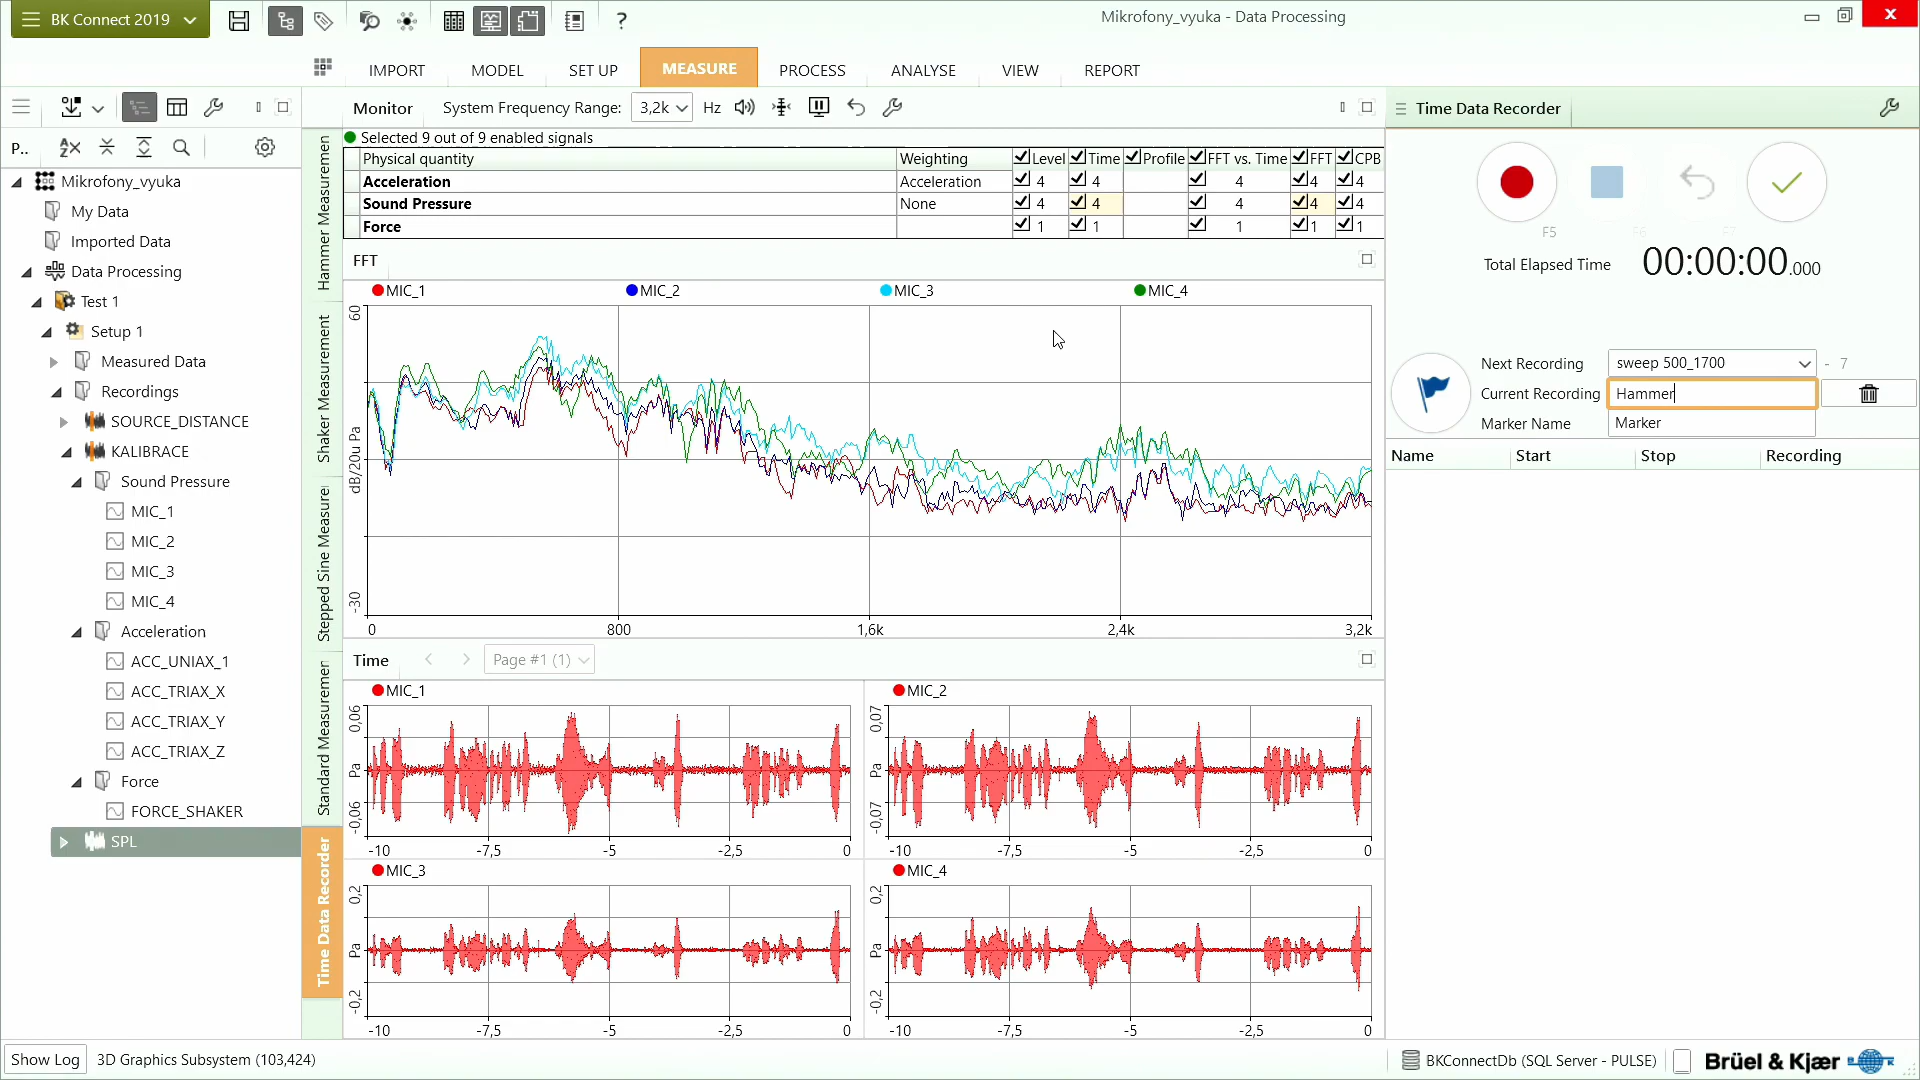 BK Connect 2019
?
Mikrofony_vyuka - Data Processing
IMPORT
MODEL
SET UP
MEASURE
PROCESS
ANALYSE
VIEW
REPORT
P..
Mikrofony_vyuka
My Data
Imported Data
Data Processing
Test 1
Setup 1
Measured Data
Recordings
SOURCE_DISTANCE
KALIBRACE
Sound Pressure
MIC_1
MIC_2
MIC_3
MIC_4
Acceleration
ACC_UNIAX_1
ACC_TRIAX_X
ACC_TRIAX_Y
ACC_TRIAX_Z
Force
FORCE_SHAKER
SPL
Hammer Measuremen
Shaker Measurement
Stepped Sine Measurei
Standard Measuremen
Time Data Recorder
Monitor
System Frequency Range: 3,2k Hz
Selected 9 out of 9 enabled signals
Physical quantity Weighting Level Time Profile FFT vs. Time FFT CPB
Acceleration Acceleration 4 4 4 4 4
Sound Pressure None 4 4 4 4 4
Force 1 1 1 1 1
FFT
MIC_1 MIC_2 MIC_3 MIC_4
60
dB/20u Pa
-30
0 800 1,6k 2,4k 3,2k
Time
Page #1 (1)
MIC_1
0,06
Pa
-0,06
-10 -7,5 -5 -2,5 0
MIC_2
0,07
Pa
-0,07
-10 -7,5 -5 -2,5 0
MIC_3
0,2
Pa
-0,2
-10 -7,5 -5 -2,5 0
MIC_4
0,2
Pa
-0,2
-10 -7,5 -5 -2,5 0
Time Data Recorder
F5 F6 F7
Total Elapsed Time 00:00:00.000
Next Recording sweep 500_1700 - 7
Current Recording Hammer
Marker Name Marker
Name Start Stop Recording
Show Log
3D Graphics Subsystem (103,424)
BKConnectDb (SQL Server - PULSE)
Brüel & Kjær